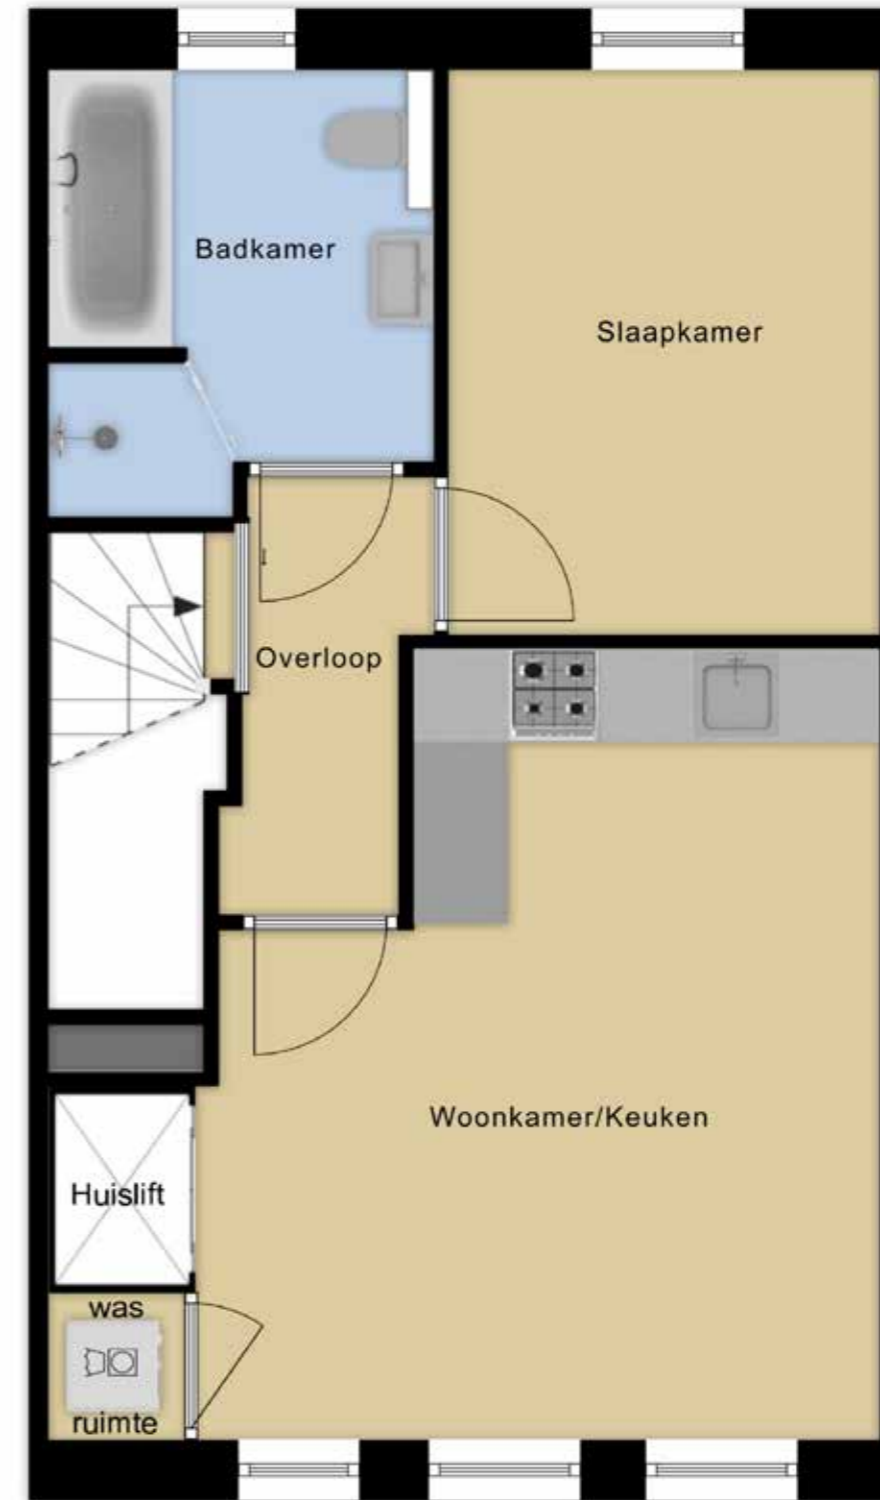 Badkamer
Slaapkamer
Overloop
Woonkamer/Keuken
Huislift
was
ruimte